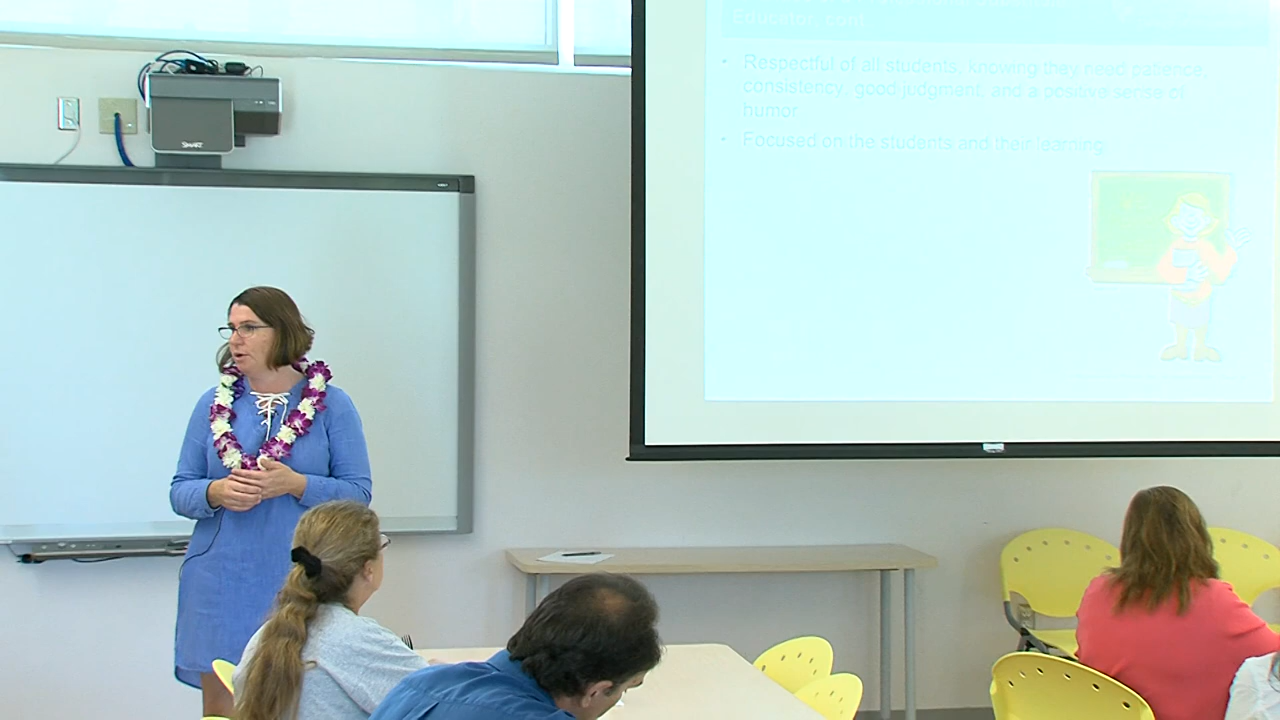 Educator, cont.
• Respectful of all students, knowing they need patience,
consistency, good judgment, and a positive sense of
humor
• Focused on the students and their learning
SMART